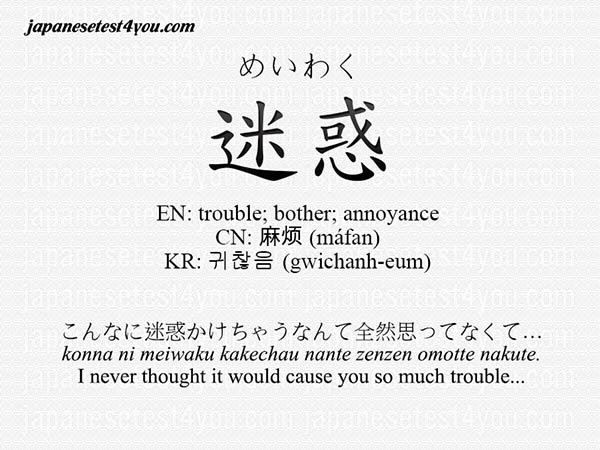 japanesetest4you.com
めいわく
迷惑
EN: trouble; bother; annoyance
CN: 麻烦 (máfan)
KR: 귀찮음 (gwichanh-eum)
こんなに迷惑かけちゃうなんて全然思ってなくて…
konna ni meiwaku kakechau nante zenzen omotte nakute.
I never thought it would cause you so much trouble...